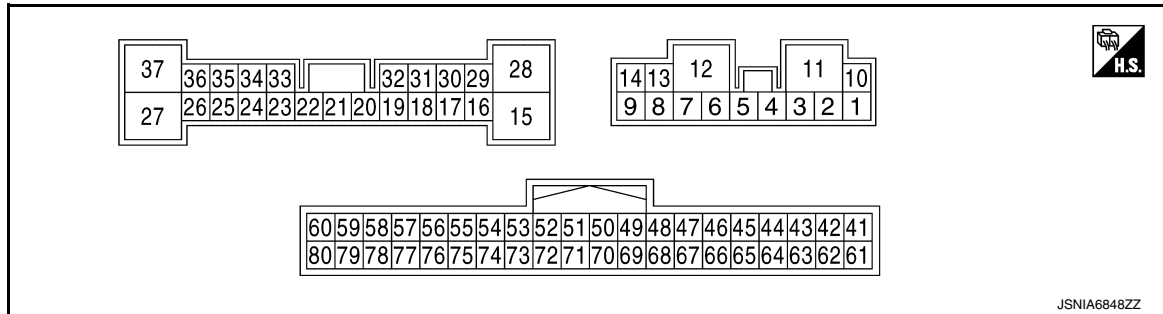 37 36 35 34 33 32 31 30 29 28
27 26 25 24 23 22 21 20 19 18 17 16 15
14 13 12 11 10
9 8 7 6 5 4 3 2 1
H.S.
60 59 58 57 56 55 54 53 52 51 50 49 48 47 46 45 44 43 42 41
80 79 78 77 76 75 74 73 72 71 70 69 68 67 66 65 64 63 62 61
JSNIA6848ZZ